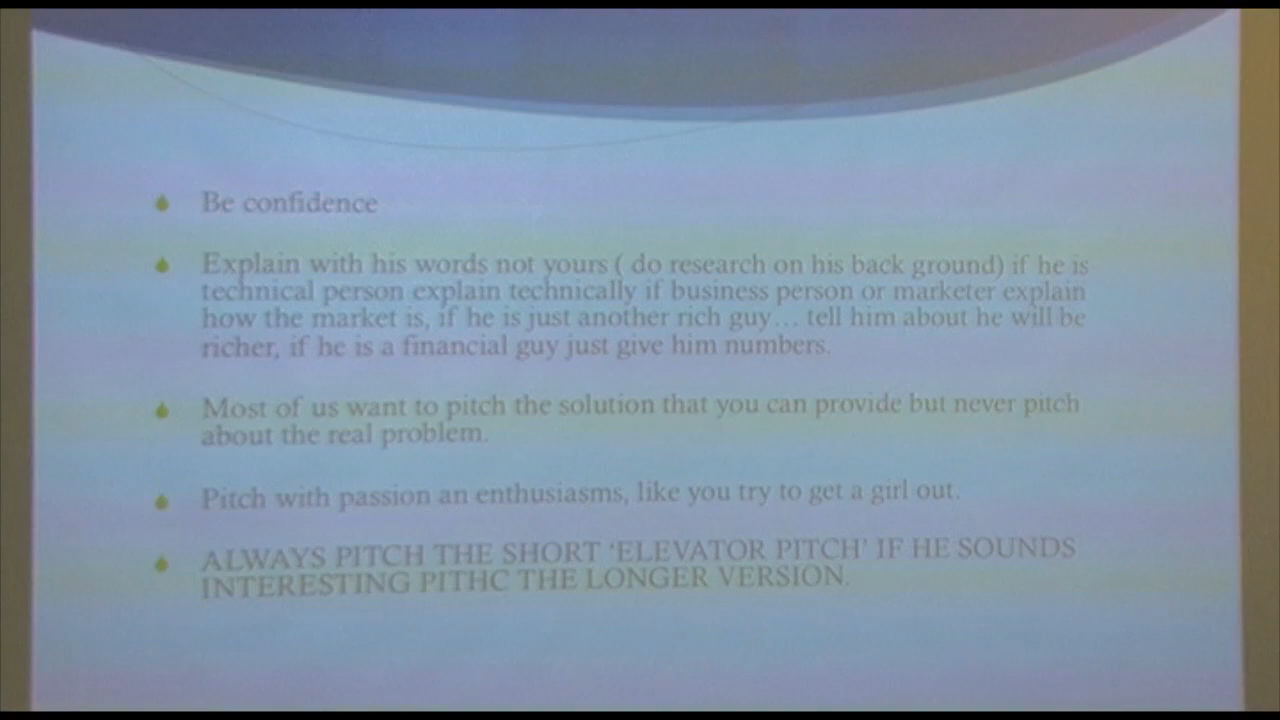 Be confidence
Explain with his words not yours ( do research on his back ground) if he is
technical person explain technically if business person or marketer explain
how the market is, if he is just another rich guy... tell him about he will be
richer, if he is a financial guy just give him numbers.
Most of us want to pitch the solution that you can provide but never pitch
about the real problem.
Pitch with passion an enthusiasms, like you try to get a girl out.
ALWAYS PITCH THE SHORT 'ELEVATOR PITCH' IF HE SOUNDS
INTERESTING PITHC THE LONGER VERSION.